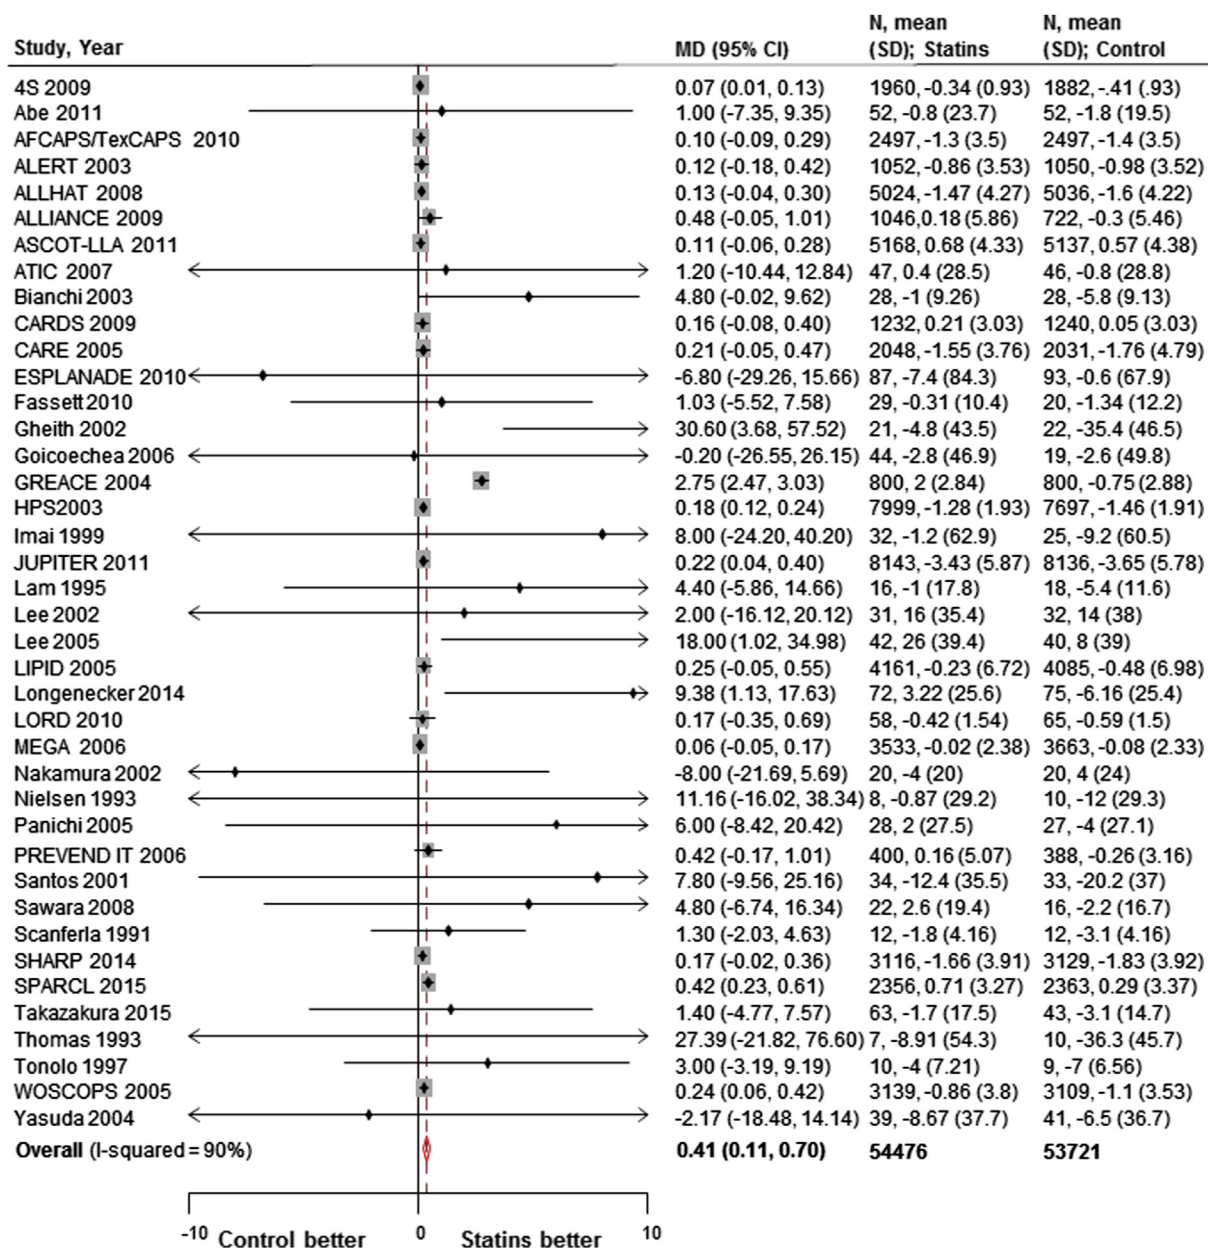 N, mean N, mean
Study, Year MD (95% CI) (SD); Statins (SD); Control
4S 2009 0.07 (0.01, 0.13) 1960, -0.34 (0.93) 1882, -.41 (.93)
Abe 2011 1.00 (-7.35, 9.35) 52, -0.8 (23.7) 52, -1.8 (19.5)
AFCAPS/TexCAPS 2010 0.10 (-0.09, 0.29) 2497, -1.3 (3.5) 2497, -1.4 (3.5)
ALERT 2003 0.12 (-0.18, 0.42) 1052, -0.86 (3.53) 1050, -0.98 (3.52)
ALLHAT 2008 0.13 (-0.04, 0.30) 5024, -1.47 (4.27) 5036, -1.6 (4.22)
ALLIANCE 2009 0.48 (-0.05, 1.01) 1046,0.18 (5.86) 722, -0.3 (5.46)
ASCOT-LLA 2011 0.11 (-0.06, 0.28) 5168, 0.68 (4.33) 5137, 0.57 (4.38)
ATIC 2007 1.20 (-10.44, 12.84) 47, 0.4 (28.5) 46, -0.8 (28.8)
Bianchi 2003 4.80 (-0.02, 9.62) 28, -1 (9.26) 28, -5.8 (9.13)
CARDS 2009 0.16 (-0.08, 0.40) 1232, 0.21 (3.03) 1240, 0.05 (3.03)
CARE 2005 0.21 (-0.05, 0.47) 2048, -1.55 (3.76) 2031, -1.76 (4.79)
ESPLANADE 2010 -6.80 (-29.26, 15.66) 87, -7.4 (84.3) 93, -0.6 (67.9)
Fassett 2010 1.03 (-5.52, 7.58) 29, -0.31 (10.4) 20, -1.34 (12.2)
Gheith 2002 30.60 (3.68, 57.52) 21, -4.8 (43.5) 22, -35.4 (46.5)
Goicoechea 2006 -0.20 (-26.55, 26.15) 44, -2.8 (46.9) 19, -2.6 (49.8)
GREACE 2004 2.75 (2.47, 3.03) 800, 2 (2.84) 800, -0.75 (2.88)
HPS2003 0.18 (0.12, 0.24) 7999, -1.28 (1.93) 7697, -1.46 (1.91)
Imai 1999 8.00 (-24.20, 40.20) 32, -1.2 (62.9) 25, -9.2 (60.5)
JUPITER 2011 0.22 (0.04, 0.40) 8143, -3.43 (5.87) 8136, -3.65 (5.78)
Lam 1995 4.40 (-5.86, 14.66) 16, -1 (17.8) 18, -5.4 (11.6)
Lee 2002 2.00 (-16.12, 20.12) 31, 16 (35.4) 32, 14 (38)
Lee 2005 18.00 (1.02, 34.98) 42, 26 (39.4) 40, 8 (39)
LIPID 2005 0.25 (-0.05, 0.55) 4161, -0.23 (6.72) 4085, -0.48 (6.98)
Longenecker 2014 9.38 (1.13, 17.63) 72, 3.22 (25.6) 75, -6.16 (25.4)
LORD 2010 0.17 (-0.35, 0.69) 58, -0.42 (1.54) 65, -0.59 (1.5)
MEGA 2006 0.06 (-0.05, 0.17) 3533, -0.02 (2.38) 3663, -0.08 (2.33)
Nakamura 2002 -8.00 (-21.69, 5.69) 20, -4 (20) 20, 4 (24)
Nielsen 1993 11.16 (-16.02, 38.34) 8, -0.87 (29.2) 10, -12 (29.3)
Panichi 2005 6.00 (-8.42, 20.42) 28, 2 (27.5) 27, -4 (27.1)
PREVEND IT 2006 0.42 (-0.17, 1.01) 400, 0.16 (5.07) 388, -0.26 (3.16)
Santos 2001 7.80 (-9.56, 25.16) 34, -12.4 (35.5) 33, -20.2 (37)
Sawara 2008 4.80 (-6.74, 16.34) 22, 2.6 (19.4) 16, -2.2 (16.7)
Scanferla 1991 1.30 (-2.03, 4.63) 12, -1.8 (4.16) 12, -3.1 (4.16)
SHARP 2014 0.17 (-0.02, 0.36) 3116, -1.66 (3.91) 3129, -1.83 (3.92)
SPARCL 2015 0.42 (0.23, 0.61) 2356, 0.71 (3.27) 2363, 0.29 (3.37)
Takazakura 2015 1.40 (-4.77, 7.57) 63, -1.7 (17.5) 43, -3.1 (14.7)
Thomas 1993 27.39 (-21.82, 76.60) 7, -8.91 (54.3) 10, -36.3 (45.7)
Tonolo 1997 3.00 (-3.19, 9.19) 10, -4 (7.21) 9, -7 (6.56)
WOSCOPS 2005 0.24 (0.06, 0.42) 3139, -0.86 (3.8) 3109, -1.1 (3.53)
Yasuda 2004 -2.17 (-18.48, 14.14) 39, -8.67 (37.7) 41, -6.5 (36.7)
Overall (I-squared = 90%) 0.41 (0.11, 0.70) 54476 53721
-10 0 10
Control better Statins better